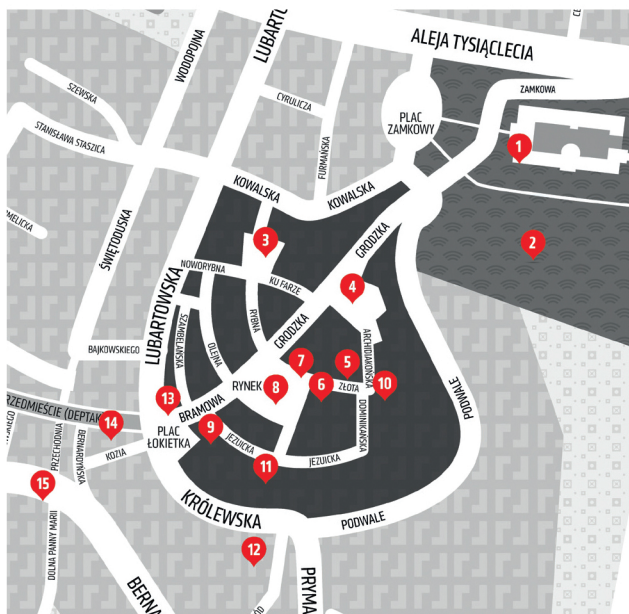 ALEJA TYSIĄCLECIA
WODOPOJNA
LUBARTO
SZEWSKA
CYRULICZA
STANISŁAWA STASZICA
FURMAŃSKA
PLAC
ZAMKOWY
ZAMKOWA
1
KOWALSKA
KOWALSKA
MELICKA
ŚWIĘTODUSKA
LUBARTOWSKA
2
3
GRODZKA
NOWORYBNA
KU FARZE
4
SZAMBELAŃSKA
OLEJNA
RYBNA
GRODZKA
ARCHIDIAKOŃSKA
BAJKOWSKIEGO
7
5
RYNEK
8
6
ZŁOTA
10
PODWALE
13
BRAMOWA
RZEDMIEŚCIE (DEPTAK)
14
PLAC
ŁOKIETKA
9
JEZUICKA
DOMINIKAŃSKA
PRZECHODNIA
BERNARDYŃSKA
KOZIA
11
JEZUICKA
15
KRÓLEWSKA
PODWALE
12
DOLNA PANNY MARII
BERNA
PRYMA